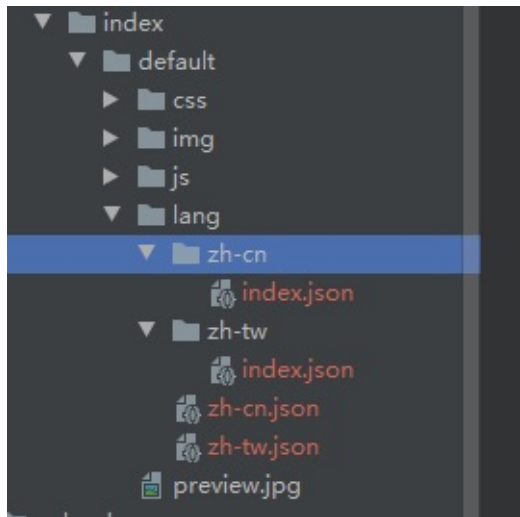 index
default
css
img
js
lang
zh-cn
index.json
zh-tw
index.json
zh-cn.json
zh-tw.json
preview.jpg